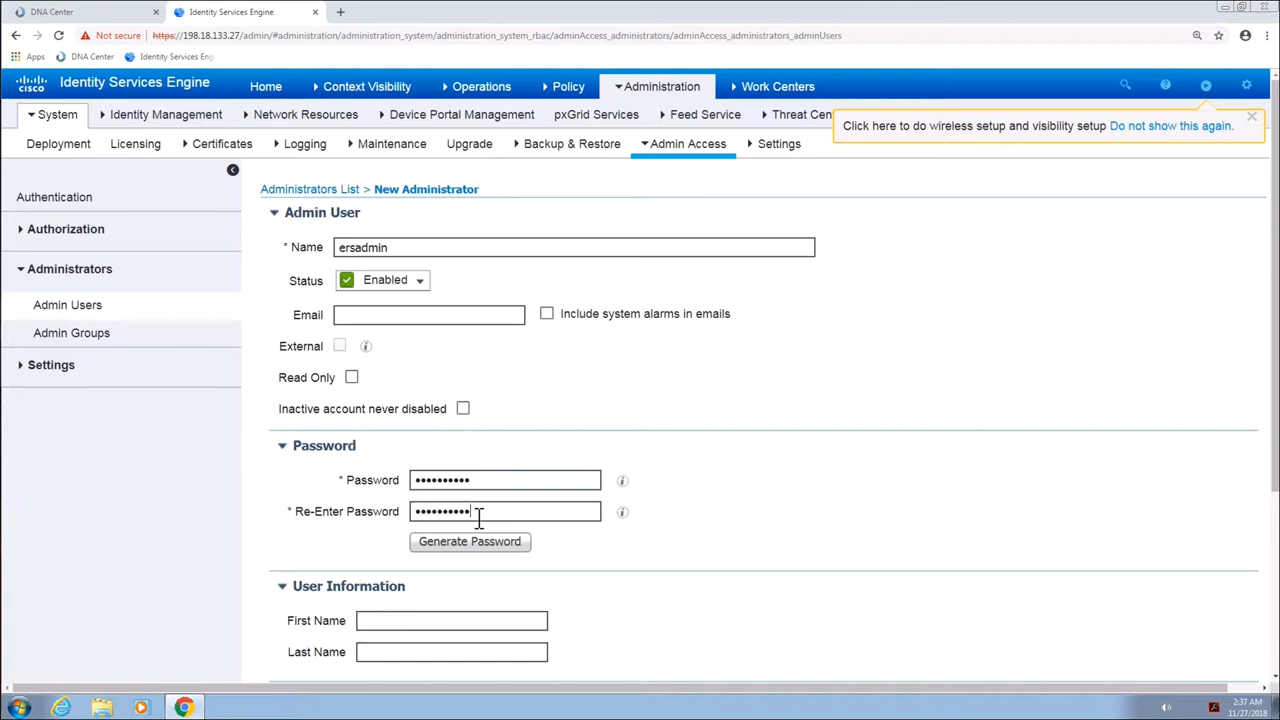 DNA Center
Identity Services Engine
Not secure
https://198.18.133.27/admin/#administration/administration_system/administration_system_rbac/adminAccess_administrators/adminAccess_administrators_adminUsers
Apps
DNA Center
Identity Services Eng
cisco
Identity Services Engine
Home
Context Visibility
Operations
Policy
Administration
Work Centers
System
Identity Management
Network Resources
Device Portal Management
pxGrid Services
Feed Service
Threat Cen
Click here to do wireless setup and visibility setup Do not show this again.
Deployment
Licensing
Certificates
Logging
Maintenance
Upgrade
Backup & Restore
Admin Access
Settings
Authentication
Authorization
Administrators
Admin Users
Admin Groups
Settings
Administrators List > New Administrator
Admin User
* Name
ersadmin
Status
Enabled
Email
Include system alarms in emails
External
Read Only
Inactive account never disabled
Password
* Password
••••••••••
* Re-Enter Password
••••••••••
Generate Password
User Information
First Name
Last Name
2:37 AM
11/27/2018